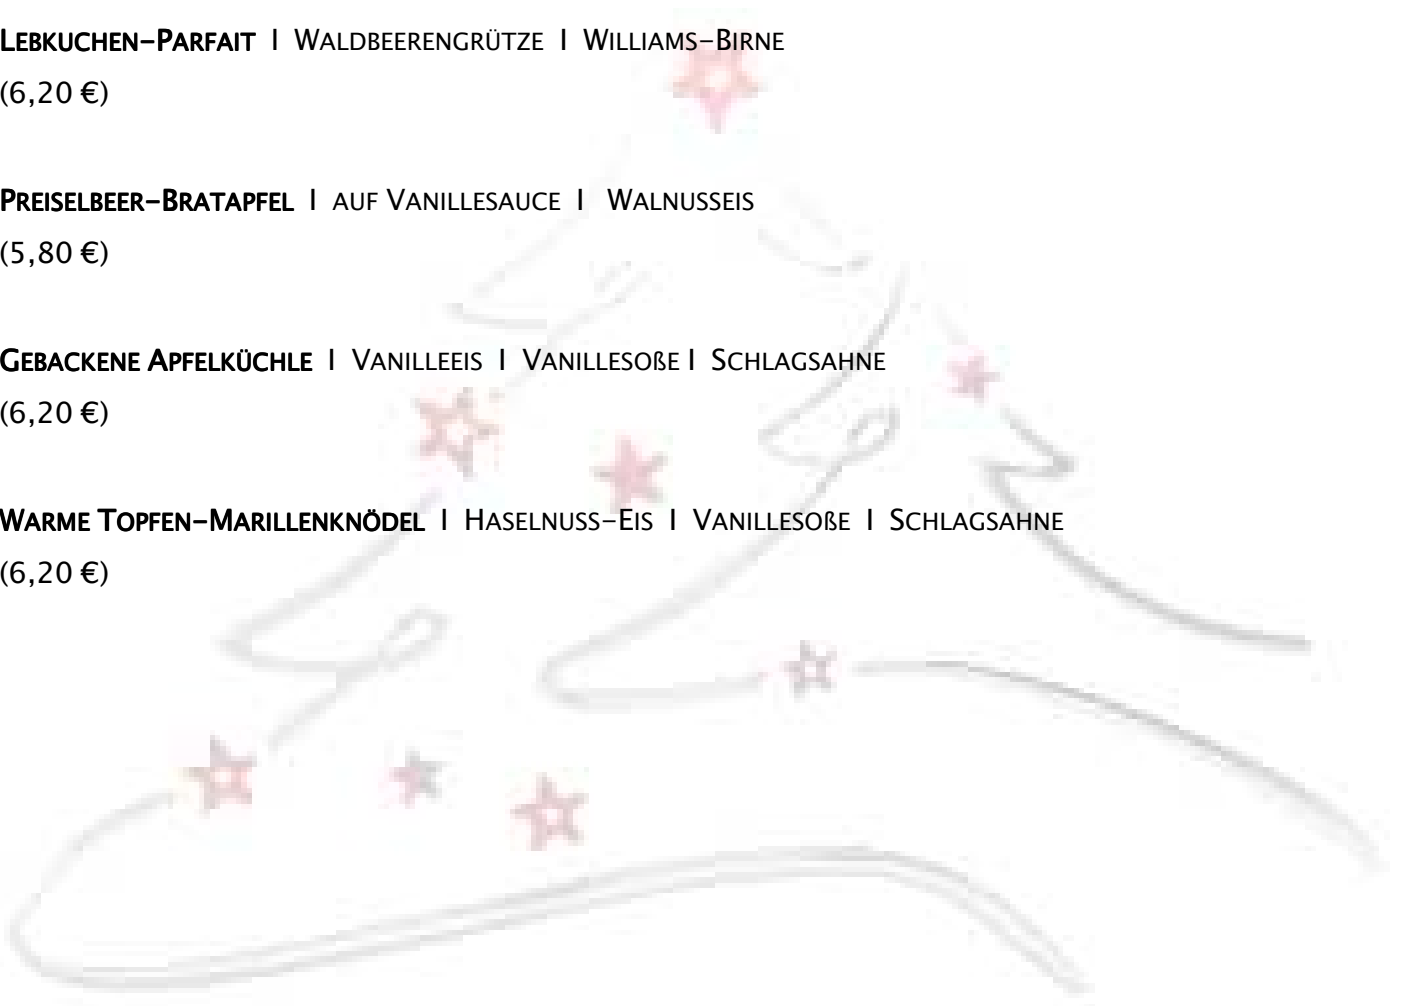 LEBKUCHEN-PARFAIT I WALDBEERENGRÜTZE I WILLIAMS-BIRNE
(6,20 €)
PREISELBEER-BRATAPFEL I AUF VANILLESAUCE I WALNUSSEIS
(5,80 €)
GEBACKENE APFELKÜCHLE I VANILLEEIS I VANILLESOßE I SCHLAGSAHNE
(6,20 €)
WARME TOPFEN-MARILLENKNÖDEL I HASELNUSS-EIS I VANILLESOßE I SCHLAGSAHNE
(6,20 €)